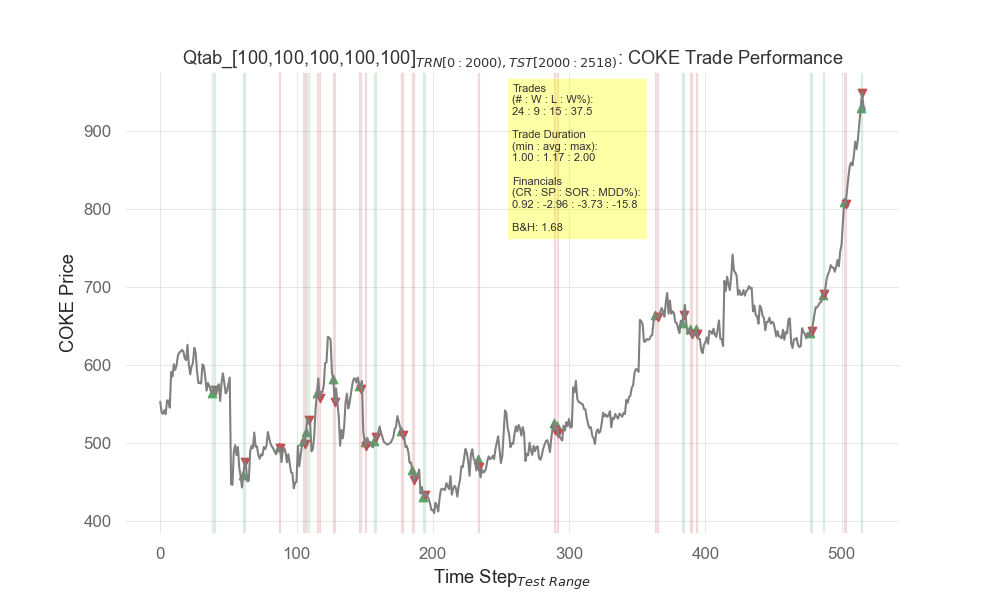 Qtab_[100,100,100,100,100]TRN[0 : 2000), TST[2000 : 2518): COKE Trade Performance
Trades
(# : W : L : W%):
24 : 9 : 15 : 37.5
Trade Duration
(min : avg : max):
1.00 : 1.17 : 2.00
Financials
(CR : SP : SOR : MDD%):
0.92 : -2.96 : -3.73 : -15.8
B&H: 1.68
900
800
700
600
500
400
COKE Price
0 100 200 300 400 500
Time StepTest Range